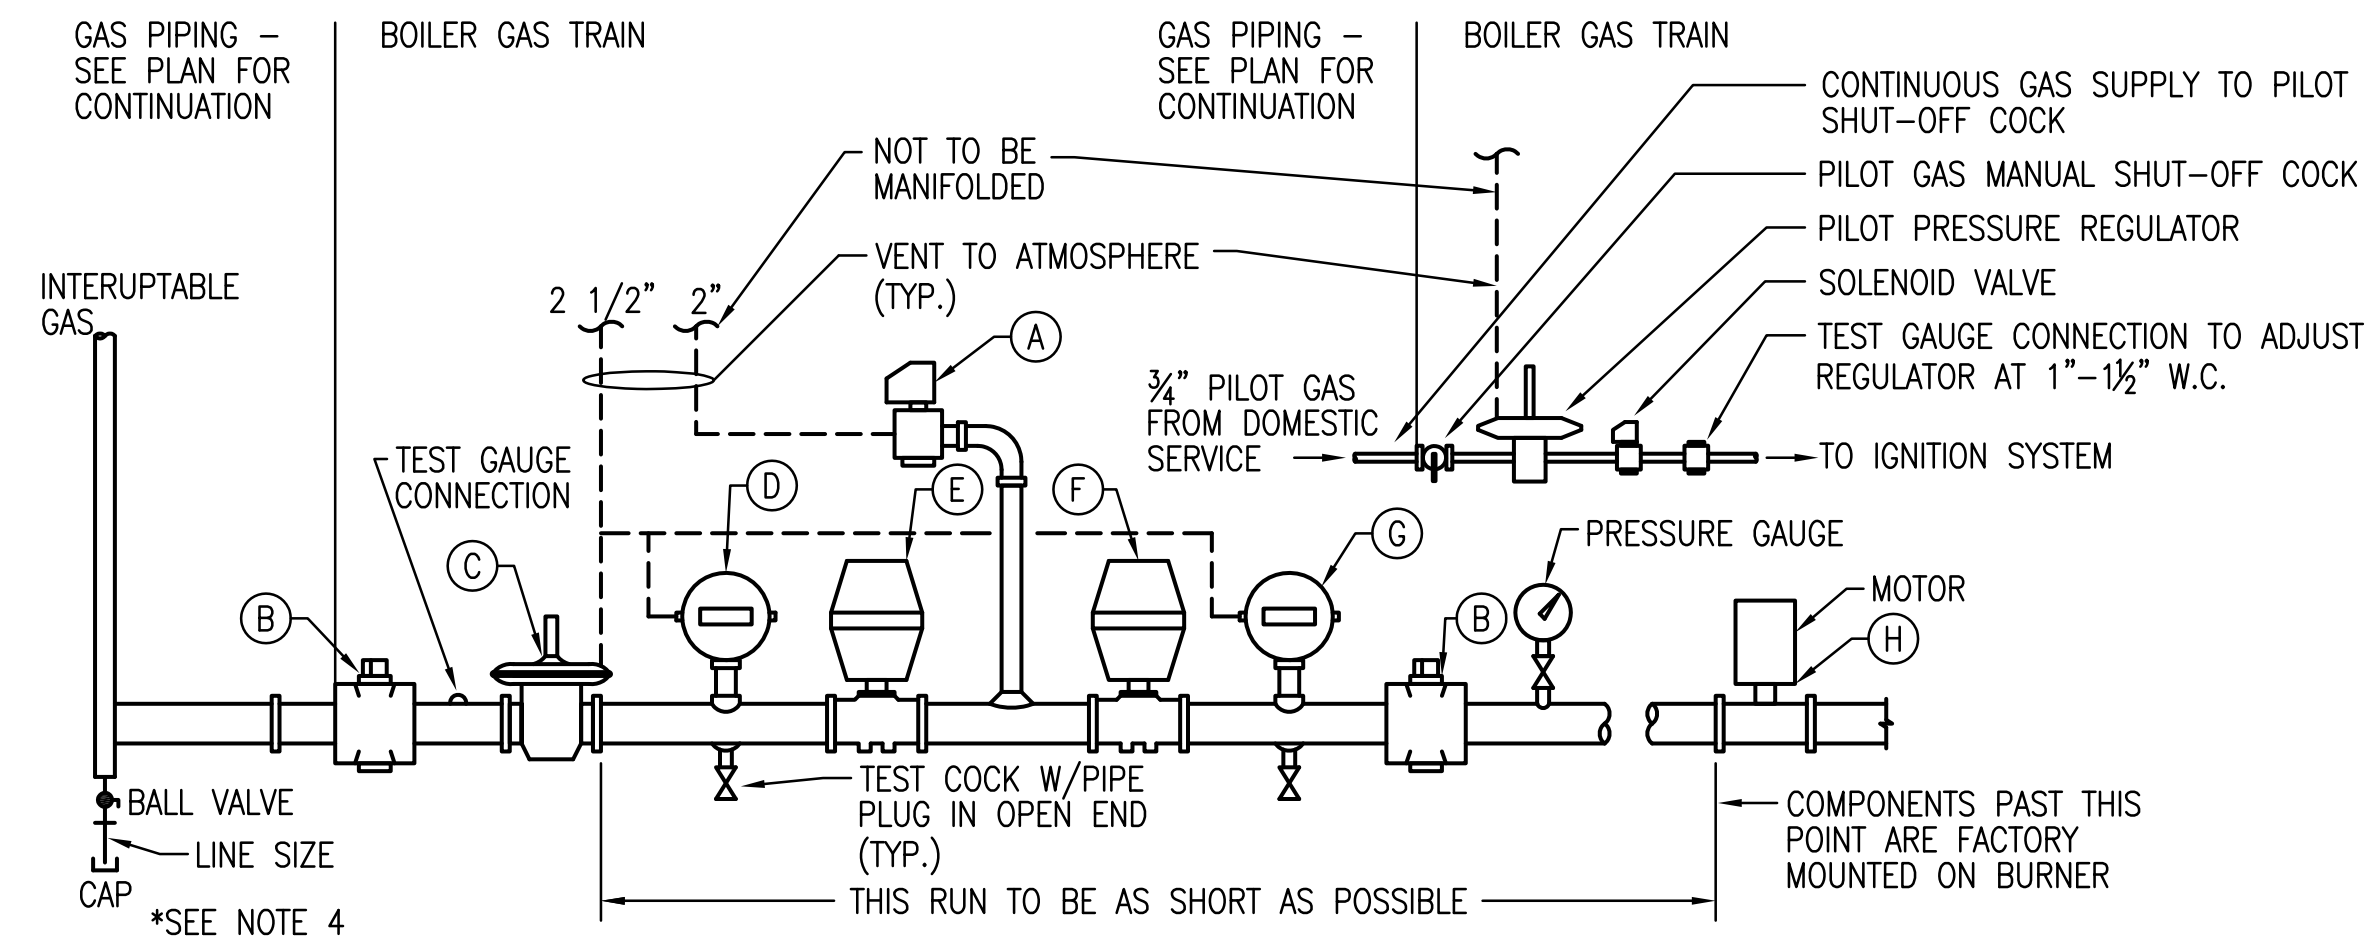 GAS PIPING –
SEE PLAN FOR
CONTINUATION
BOILER GAS TRAIN
GAS PIPING –
SEE PLAN FOR
CONTINUATION
BOILER GAS TRAIN
CONTINUOUS GAS SUPPLY TO PILOT
SHUT-OFF COCK
PILOT GAS MANUAL SHUT-OFF COCK
PILOT PRESSURE REGULATOR
SOLENOID VALVE
TEST GAUGE CONNECTION TO ADJUST
REGULATOR AT 1"-1½" W.C.
TO IGNITION SYSTEM
NOT TO BE
MANIFOLDED
VENT TO ATMOSPHERE
(TYP.)
INTERUPTABLE
GAS
2 1/2"
2"
A
¾" PILOT GAS
FROM DOMESTIC
SERVICE
TEST GAUGE
CONNECTION
D
E
F
G
PRESSURE GAUGE
C
B
B
MOTOR
H
BALL VALVE
LINE SIZE
CAP
*SEE NOTE 4
TEST COCK W/PIPE
PLUG IN OPEN END
(TYP.)
COMPONENTS PAST THIS
POINT ARE FACTORY
MOUNTED ON BURNER
THIS RUN TO BE AS SHORT AS POSSIBLE